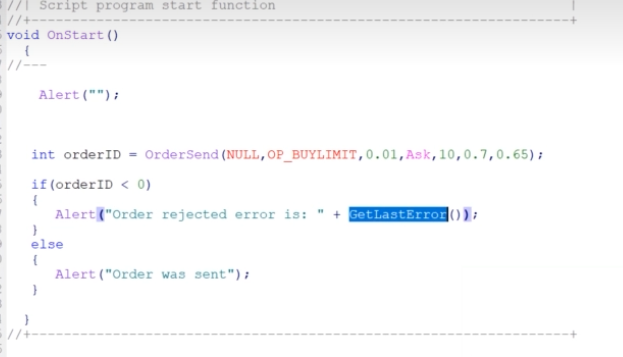 //| Script program start function |
//+------------------------------------------------------------------+
void OnStart()
{
//---
Alert("");
int orderID = OrderSend(NULL,OP_BUYLIMIT,0.01,Ask,10,0.7,0.65);
if(orderID < 0)
{
Alert("Order rejected error is: " + GetLastError());
}
else
{
Alert("Order was sent");
}
}
//+------------------------------------------------------------------+